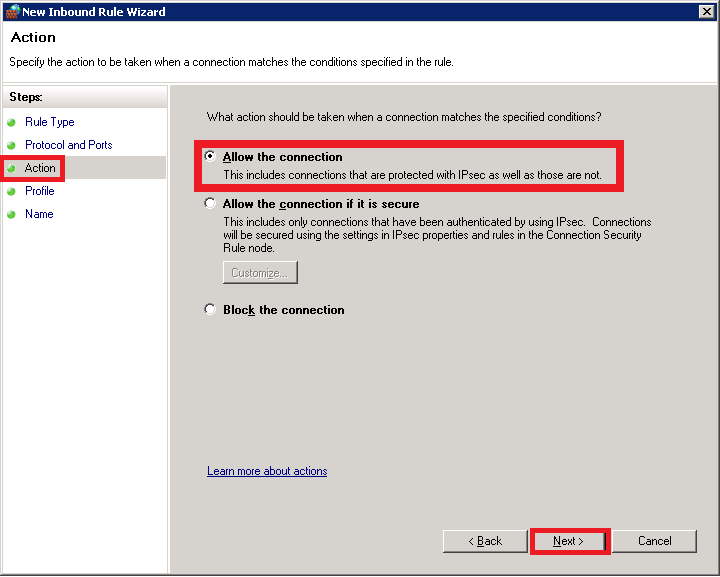 New Inbound Rule Wizard
Action
Specify the action to be taken when a connection matches the conditions specified in the rule.
Steps:
Rule Type
Protocol and Ports
Action
Profile
Name
What action should be taken when a connection matches the specified conditions?
Allow the connection
This includes connections that are protected with IPsec as well as those are not.
Allow the connection if it is secure
This includes only connections that have been authenticated by using IPsec. Connections
will be secured using the settings in IPsec properties and rules in the Connection Security
Rule node.
Customize...
Block the connection
Learn more about actions
< Back
Next >
Cancel